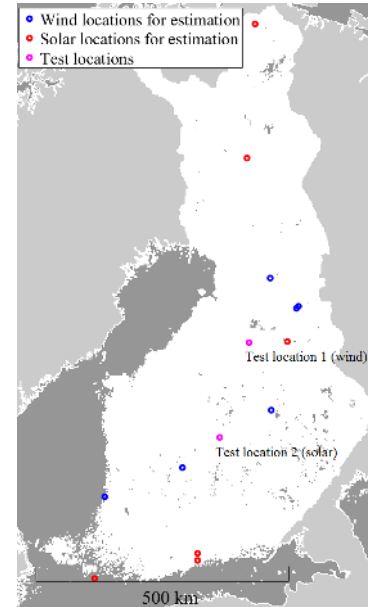 Wind locations for estimation
Solar locations for estimation
Test locations
Test location 1 (wind)
Test location 2 (solar)
500 km